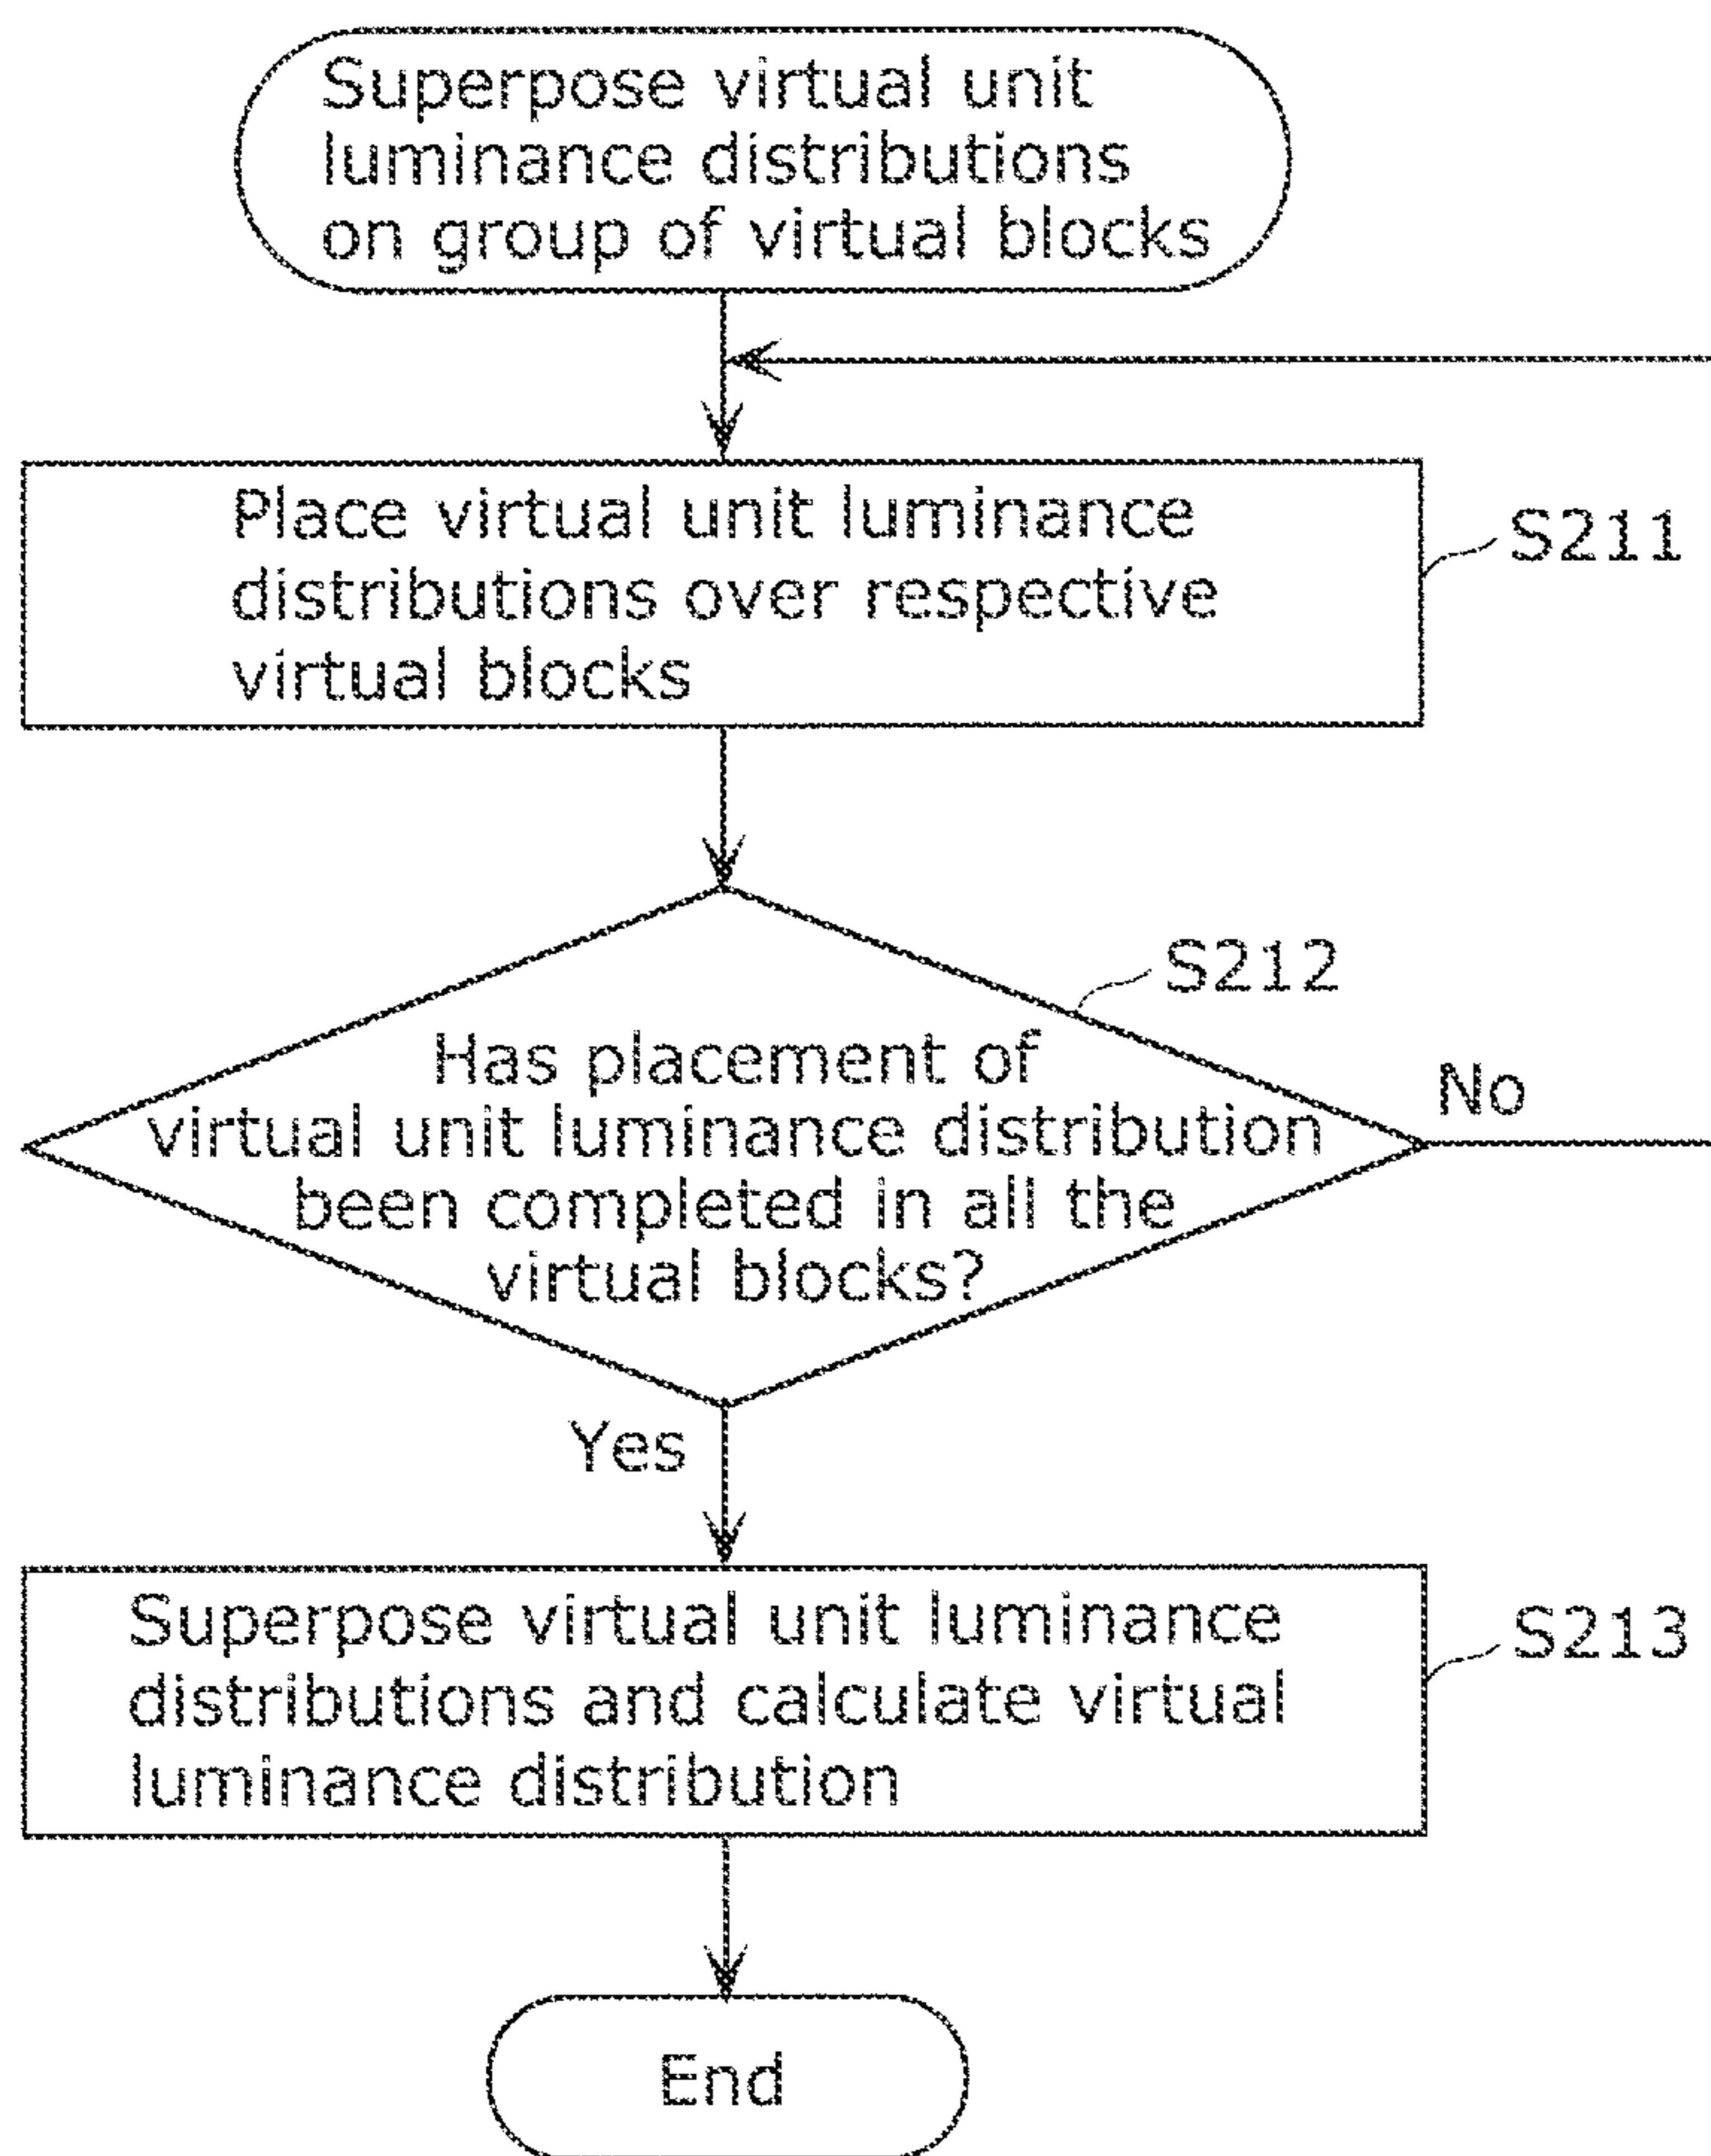 Superpose virtual unit
luminance distributions
on group of virtual blocks
Place virtual unit luminance
distributions over respective
virtual blocks
S211
S212
Has placement of
virtual unit luminance distribution
been completed in all the
virtual blocks?
No
Yes
Superpose virtual unit luminance
distributions and calculate virtual
luminance distribution
S213
End